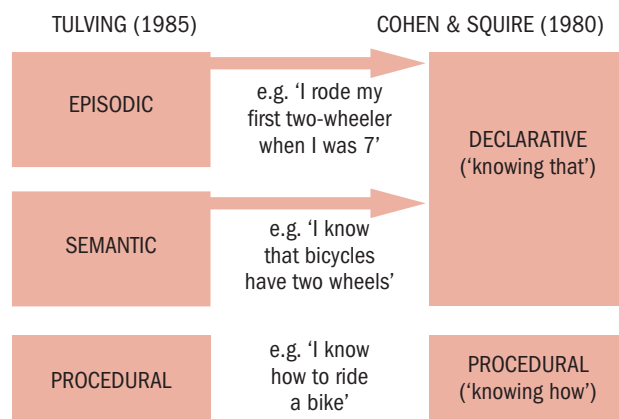 TULVING (1985)
COHEN & SQUIRE (1980)
EPISODIC
e.g. ‘I rode my
first two-wheeler
when I was 7’
DECLARATIVE
(‘knowing that’)
SEMANTIC
e.g. ‘I know
that bicycles
have two wheels’
PROCEDURAL
e.g. ‘I know
how to ride
a bike’
PROCEDURAL
(‘knowing how’)